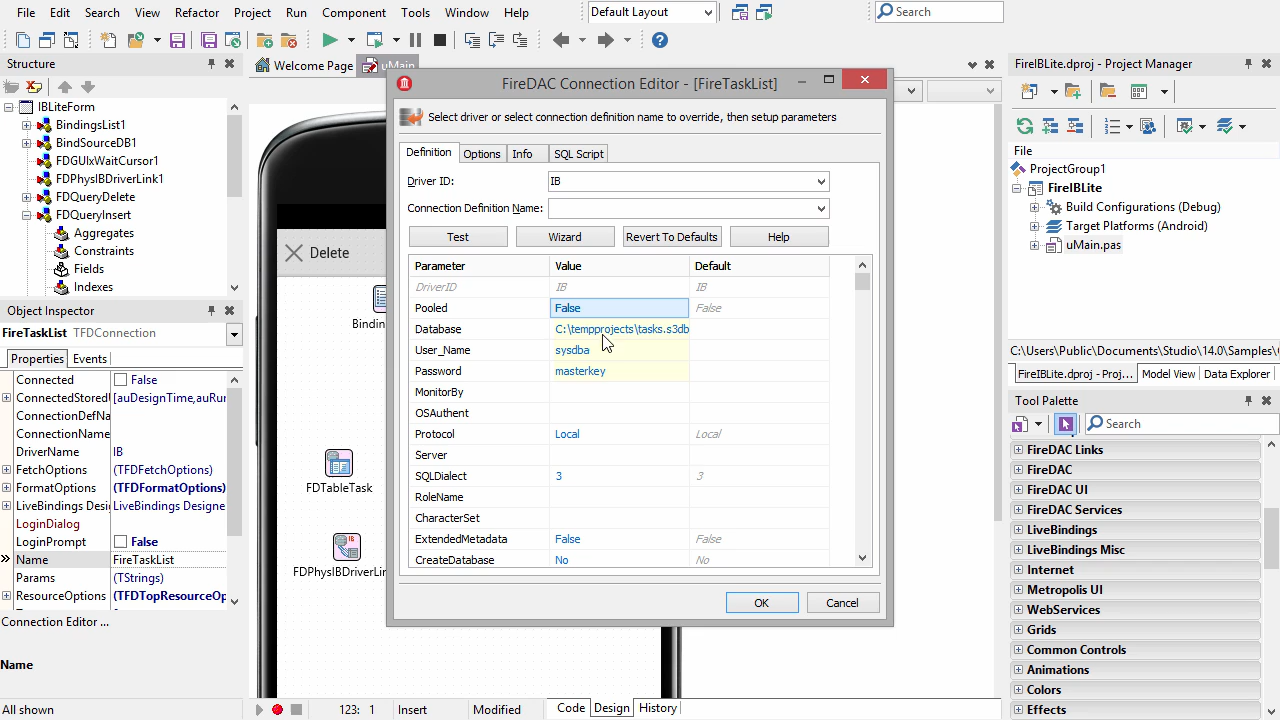 File Edit Search View Refactor Project Run Component Tools Window Help
Default Layout
Search
Structure
Welcome Page
uMain
FireIBLite.dproj - Project Manager
IBLiteForm
BindingsList1
BindSourceDB1
FDGUIxWaitCursor1
FDPhysIBDriverLink1
FDQueryDelete
FDQueryInsert
Aggregates
Constraints
Fields
Indexes
Object Inspector
FireTaskList TFDConnection
Properties Events
Connected False
ConnectedStoredU [auDesignTime,auRun
ConnectionDefNa
ConnectionName
DriverName IB
FetchOptions (TFDFetchOptions)
FormatOptions (TFDFormatOptions)
LiveBindings Desig LiveBindings Designe
LoginDialog
LoginPrompt False
Name FireTaskList
Params (TStrings)
ResourceOptions (TFDTopResourceOp
Connection Editor ...
Name
All shown
Delete
Bindin
FDTableTask
FDPhysIBDriverLin
FireDAC Connection Editor - [FireTaskList]
Select driver or select connection definition name to override, then setup parameters
Definition Options Info SQL Script
Driver ID: IB
Connection Definition Name:
Test Wizard Revert To Defaults Help
Parameter Value Default
DriverID IB IB
Pooled False False
Database C:\tempprojects\tasks.s3db
User_Name sysdba
Password masterkey
MonitorBy
OSAuthent
Protocol Local Local
Server
SQLDialect 3 3
RoleName
CharacterSet
ExtendedMetadata False False
CreateDatabase No No
OK Cancel
123: 1 Insert Modified Code Design History
File
ProjectGroup1
FireIBLite
Build Configurations (Debug)
Target Platforms (Android)
uMain.pas
C:\Users\Public\Documents\Studio\14.0\Samples\
FireIBLite.dproj - Proj... Model View Data Explorer
Tool Palette
Search
FireDAC Links
FireDAC
FireDAC UI
FireDAC Services
LiveBindings
LiveBindings Misc
Internet
Metropolis UI
WebServices
Grids
Common Controls
Animations
Colors
Effects